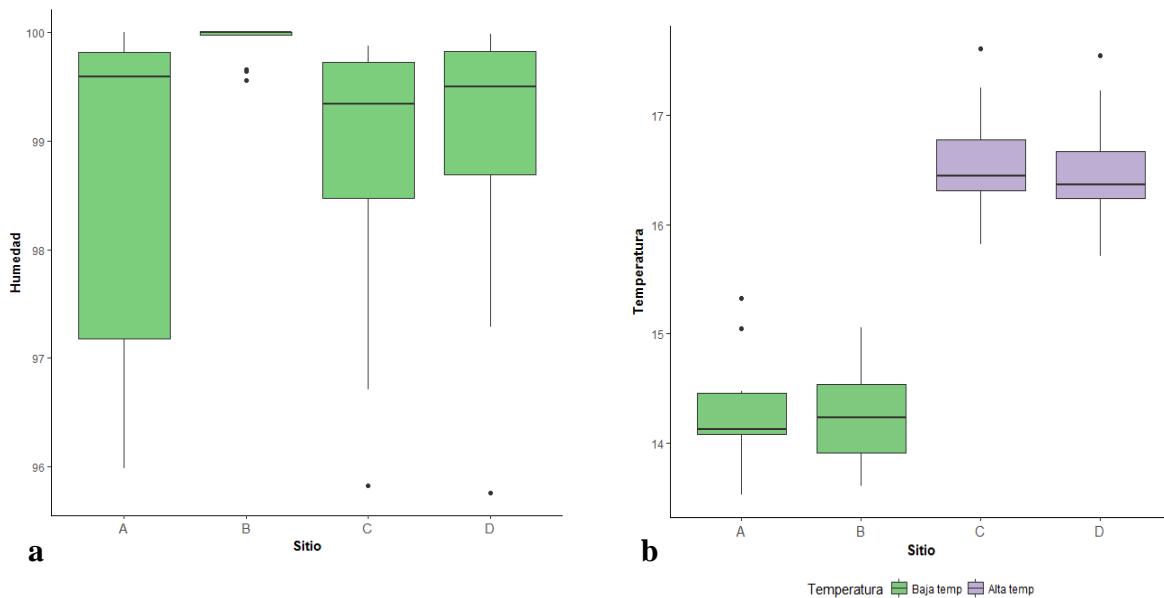 100
99
98
97
96
Humedad
A B C D
Sitio
a
17
16
15
14
Temperatura
A B C D
Sitio
b
Temperatura Baja temp Alta temp